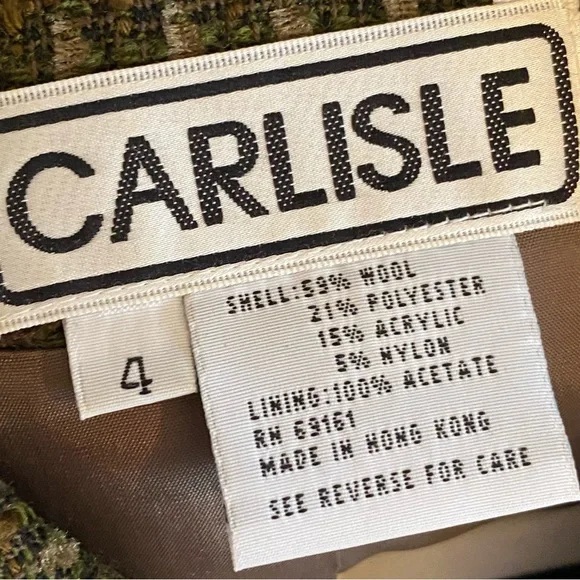 CARLISLE
4
SHELL:59% WOOL
21% POLYESTER
15% ACRYLIC
5% NYLON
LINING:100% ACETATE
RN 69161
MADE IN HONG KONG
SEE REVERSE FOR CARE